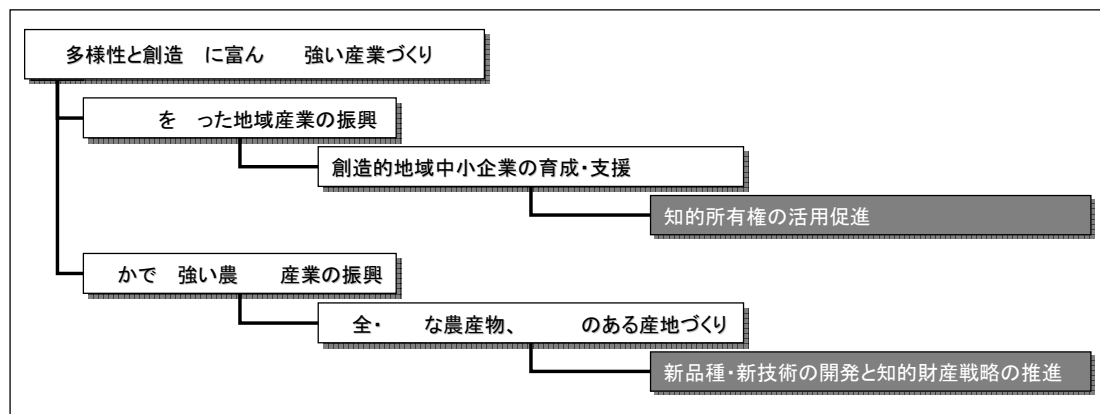 多様性と創造 に富ん 強い産業づくり
を った地域産業の振興
創造的地域中小企業の育成・支援
知的所有権の活用促進
かで 強い農 産業の振興
全・ な農産物、 のある産地づくり
新品種・新技術の開発と知的財産戦略の推進